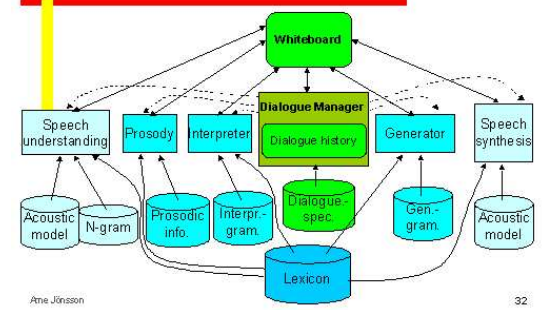 Whiteboard
Dialogue Manager
Dialogue history
Speech
understanding
Prosody
Interpreter
Generator
Speech
synthesis
Acoustic
model
N-gram
Prosodic
info.
Interpr.-
gram.
Dialogue.-
spec.
Gen.-
gram.
Acoustic
model
Lexicon
Arne Jönsson
32